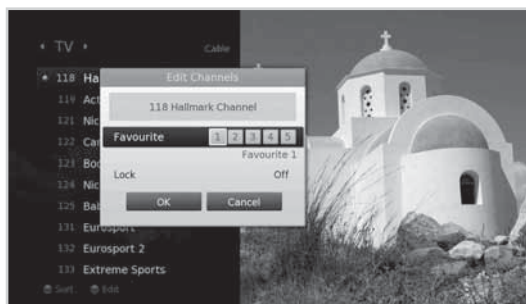 TV
Cable
118 Ha
Edit Channels
118 Hallmark Channel
119 Act
121 Nic
122 Ca
Favourite 1 2 3 4 5
Favourite 1
123 Boo
124 Nic
Lock Off
125 Bab
OK Cancel
131 Eurosport
132 Eurosport 2
133 Extreme Sports
Sort Edit